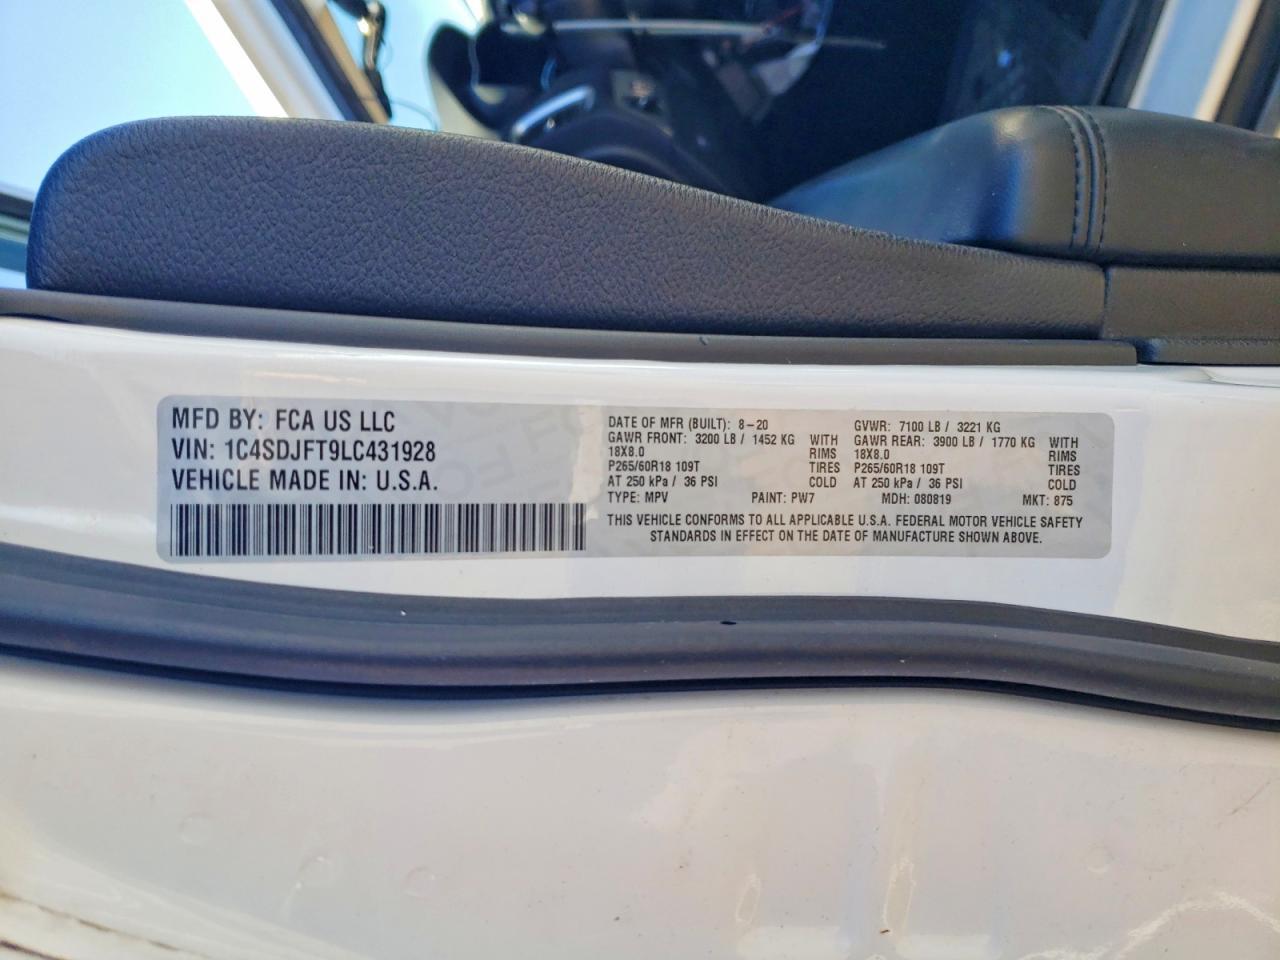 MFD BY: FCA US LLC
VIN: 1C4SDJFT9LC431928
VEHICLE MADE IN: U.S.A.
DATE OF MFR (BUILT): 8-20
GAWR FRONT: 3200 LB / 1452 KG WITH
18X8.0 RIMS
P265/60R18 109T TIRES
AT 250 kPa / 36 PSI COLD
GVWR: 7100 LB / 3221 KG
GAWR REAR: 3900 LB / 1770 KG WITH
18X8.0 RIMS
P265/60R18 109T TIRES
AT 250 kPa / 36 PSI COLD
TYPE: MPV PAINT: PW7 MDH: 080819 MKT: 875
THIS VEHICLE CONFORMS TO ALL APPLICABLE U.S.A. FEDERAL MOTOR VEHICLE SAFETY
STANDARDS IN EFFECT ON THE DATE OF MANUFACTURE SHOWN ABOVE.